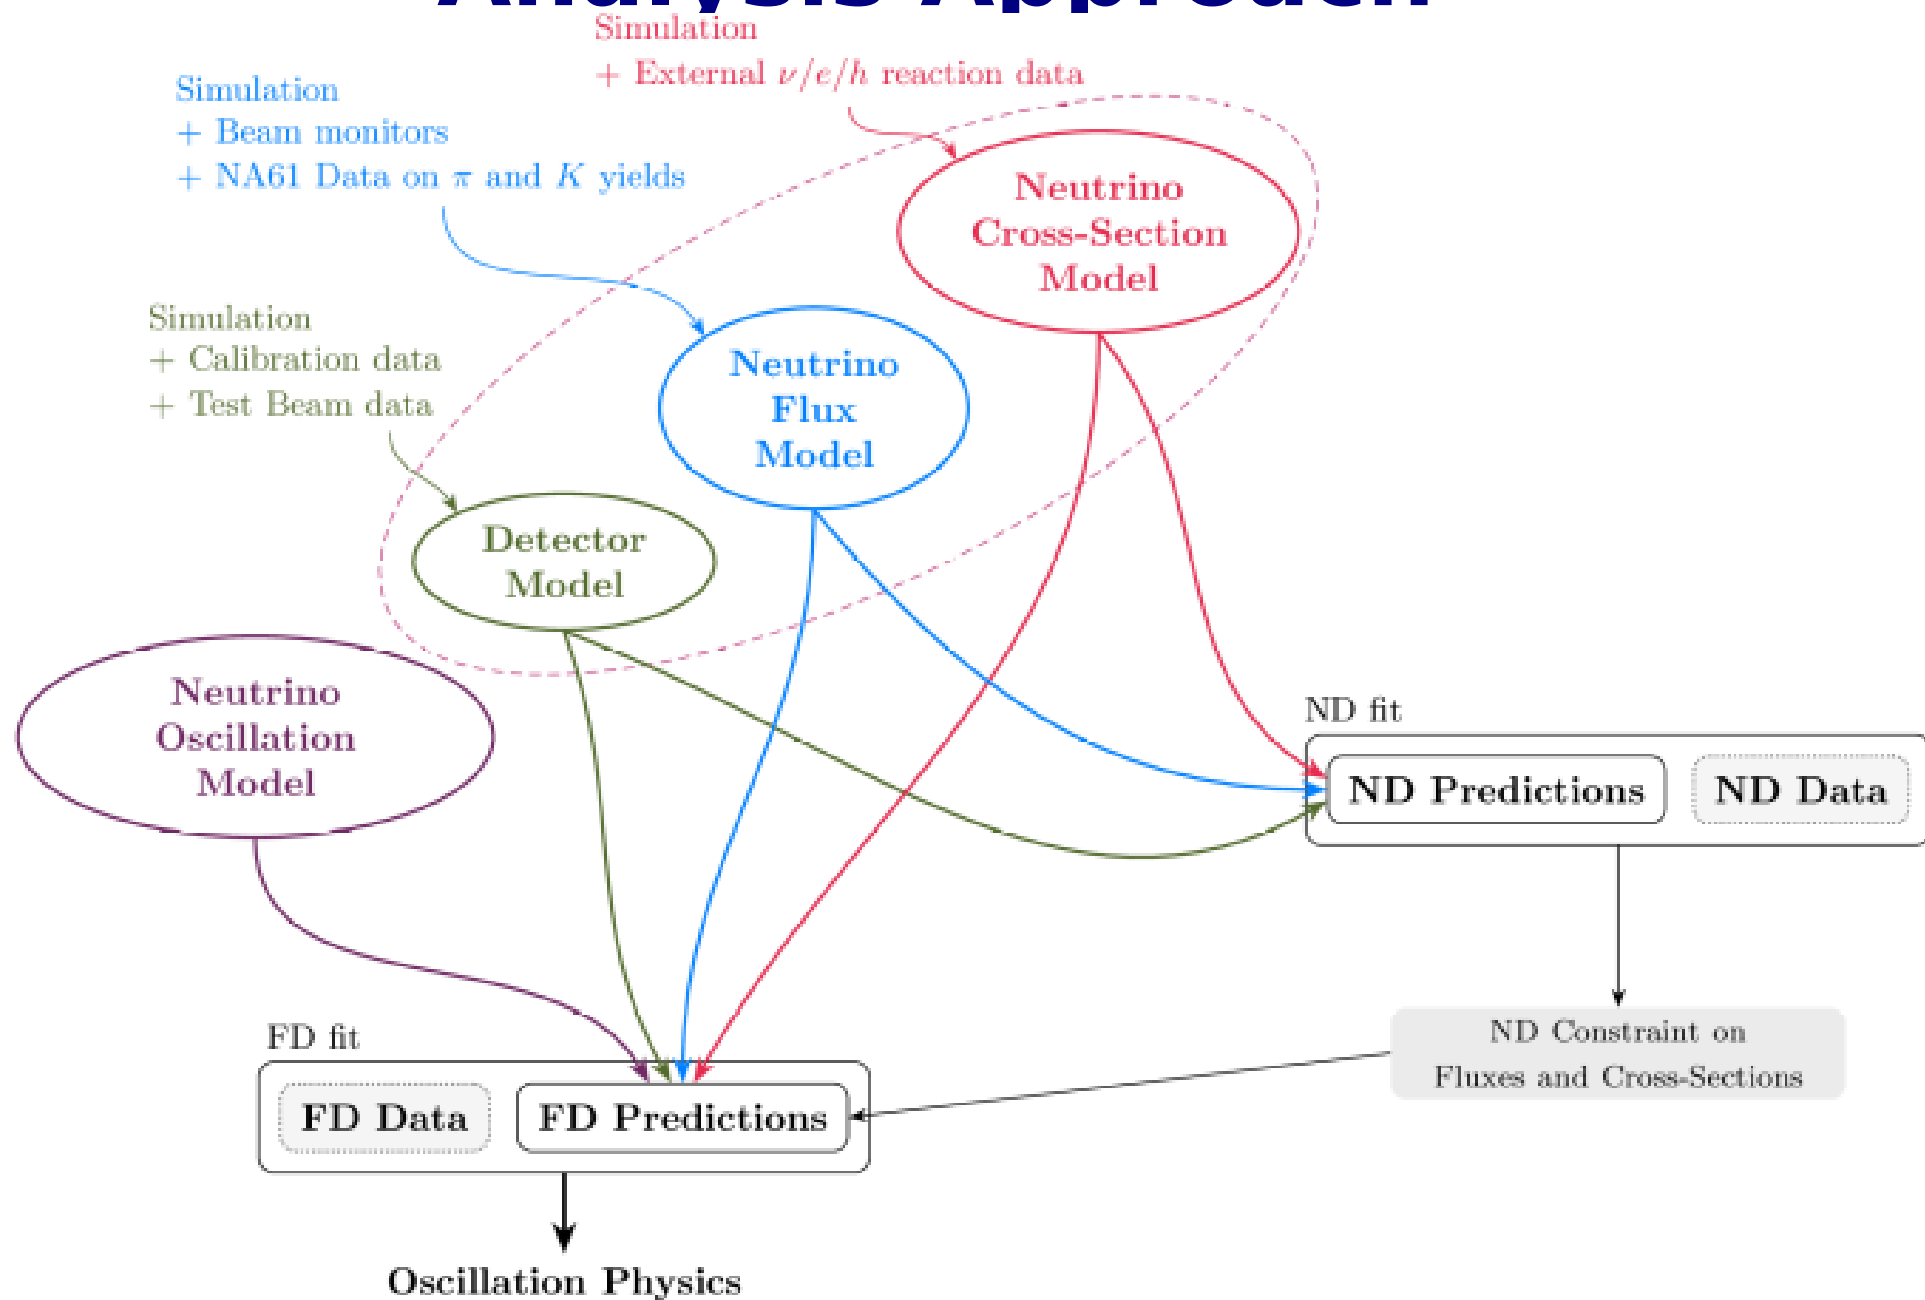 Analysis Approach
Simulation
+ External ν/e/h reaction data
Simulation
+ Beam monitors
+ NA61 Data on π and K yields
Neutrino
Cross-Section
Model
Simulation
+ Calibration data
+ Test Beam data
Neutrino
Flux
Model
Detector
Model
Neutrino
Oscillation
Model
ND fit
ND Predictions
ND Data
ND Constraint on
Fluxes and Cross-Sections
FD fit
FD Data
FD Predictions
Oscillation Physics